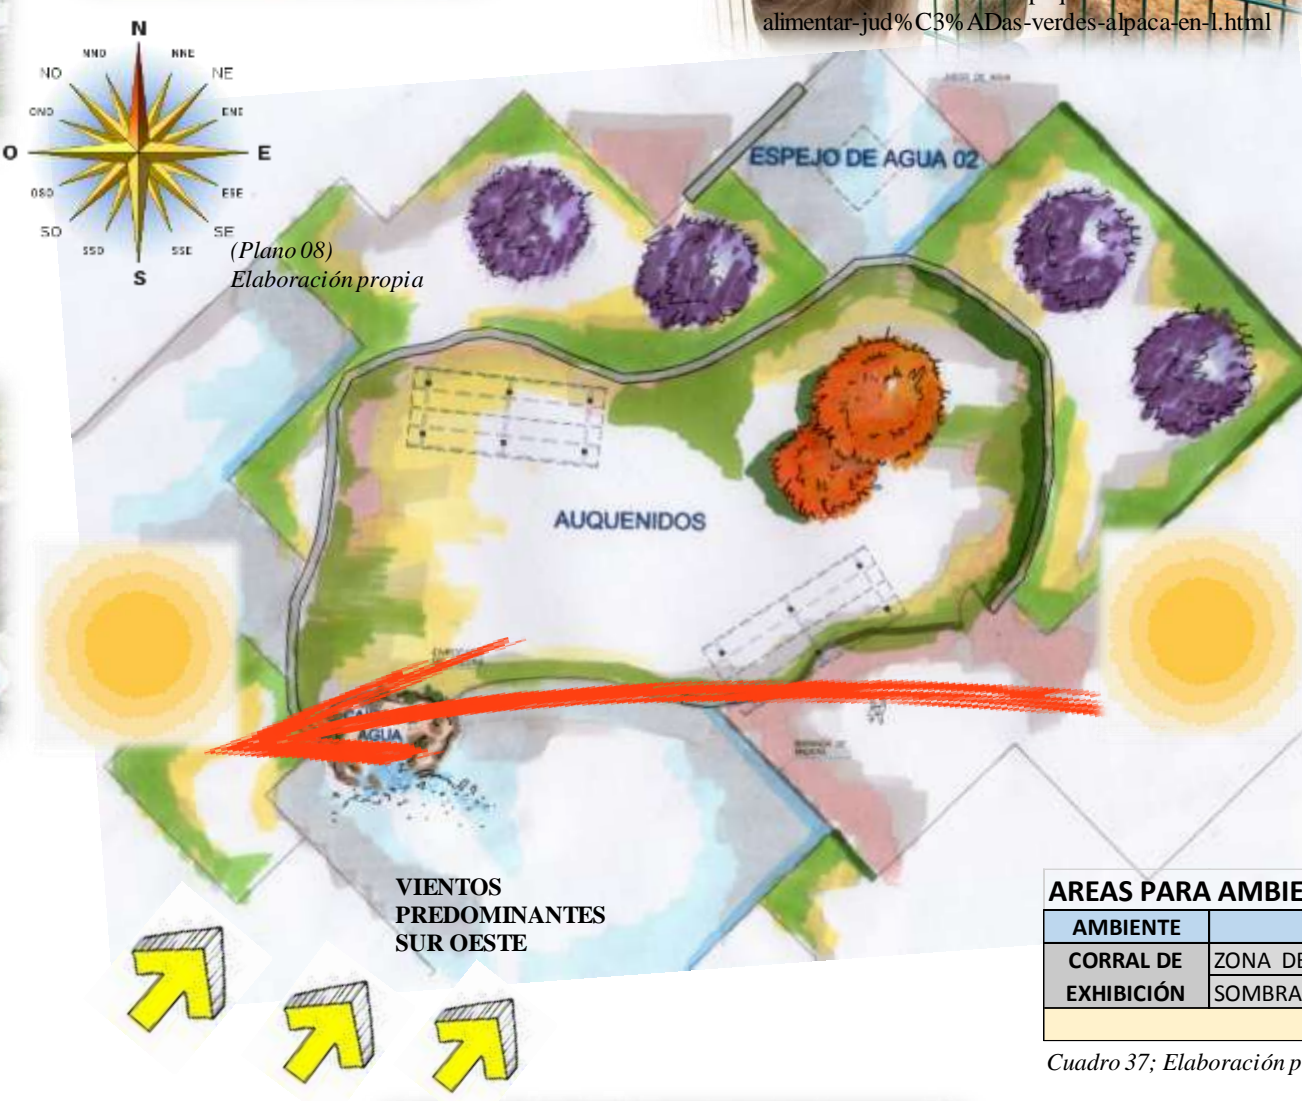 alimentar-jud%C3%ADas-verdes-alpaca-en-l.html
N
NNO
NNE
NO
NE
ONO
ENE
O
E
OSO
ESE
SO
SE
SSO
SSE
S
(Plano 08)
Elaboración propia
ESPEJO DE AGUA 02
AUQUENIDOS
AGUA
VIENTOS
PREDOMINANTES
SUR OESTE
AREAS PARA AMBIE
AMBIENTE
CORRAL DE
ZONA DE
EXHIBICIÓN
SOMBRA
Cuadro 37; Elaboración p